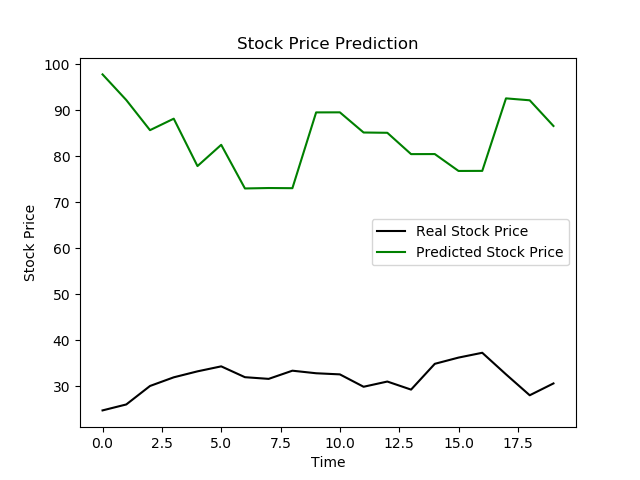 Stock Price Prediction
100
90
80
70
60
50
40
30
Stock Price
Real Stock Price
Predicted Stock Price
0.0 2.5 5.0 7.5 10.0 12.5 15.0 17.5
Time